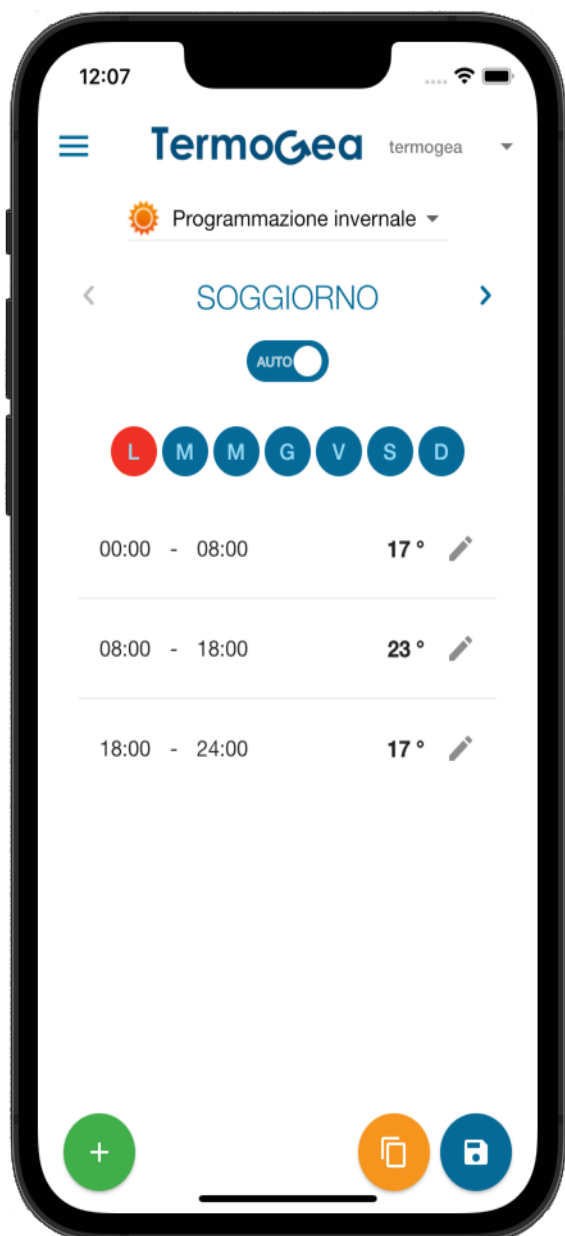 12:07
TermoGea termogea
Programmazione invernale
SOGGIORNO
AUTO
L M M G V S D
00:00 - 08:00 17 °
08:00 - 18:00 23 °
18:00 - 24:00 17 °
+